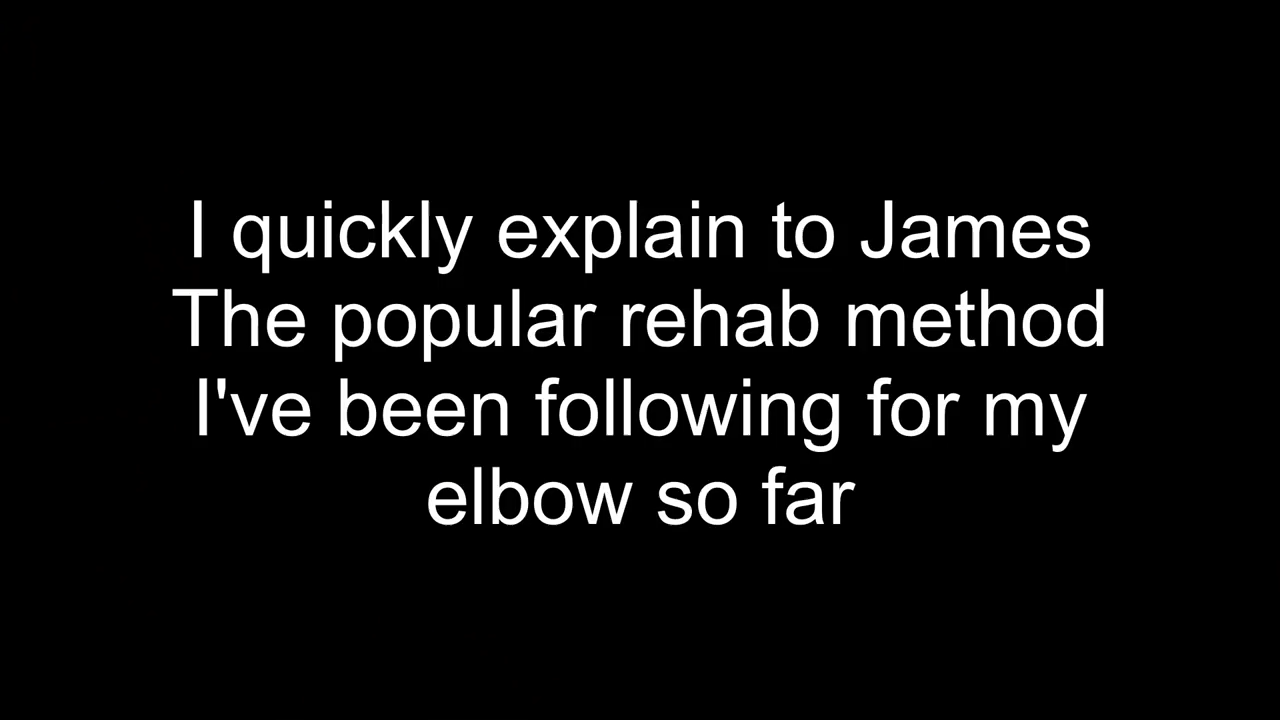 I quickly explain to James
The popular rehab method
I've been following for my
elbow so far